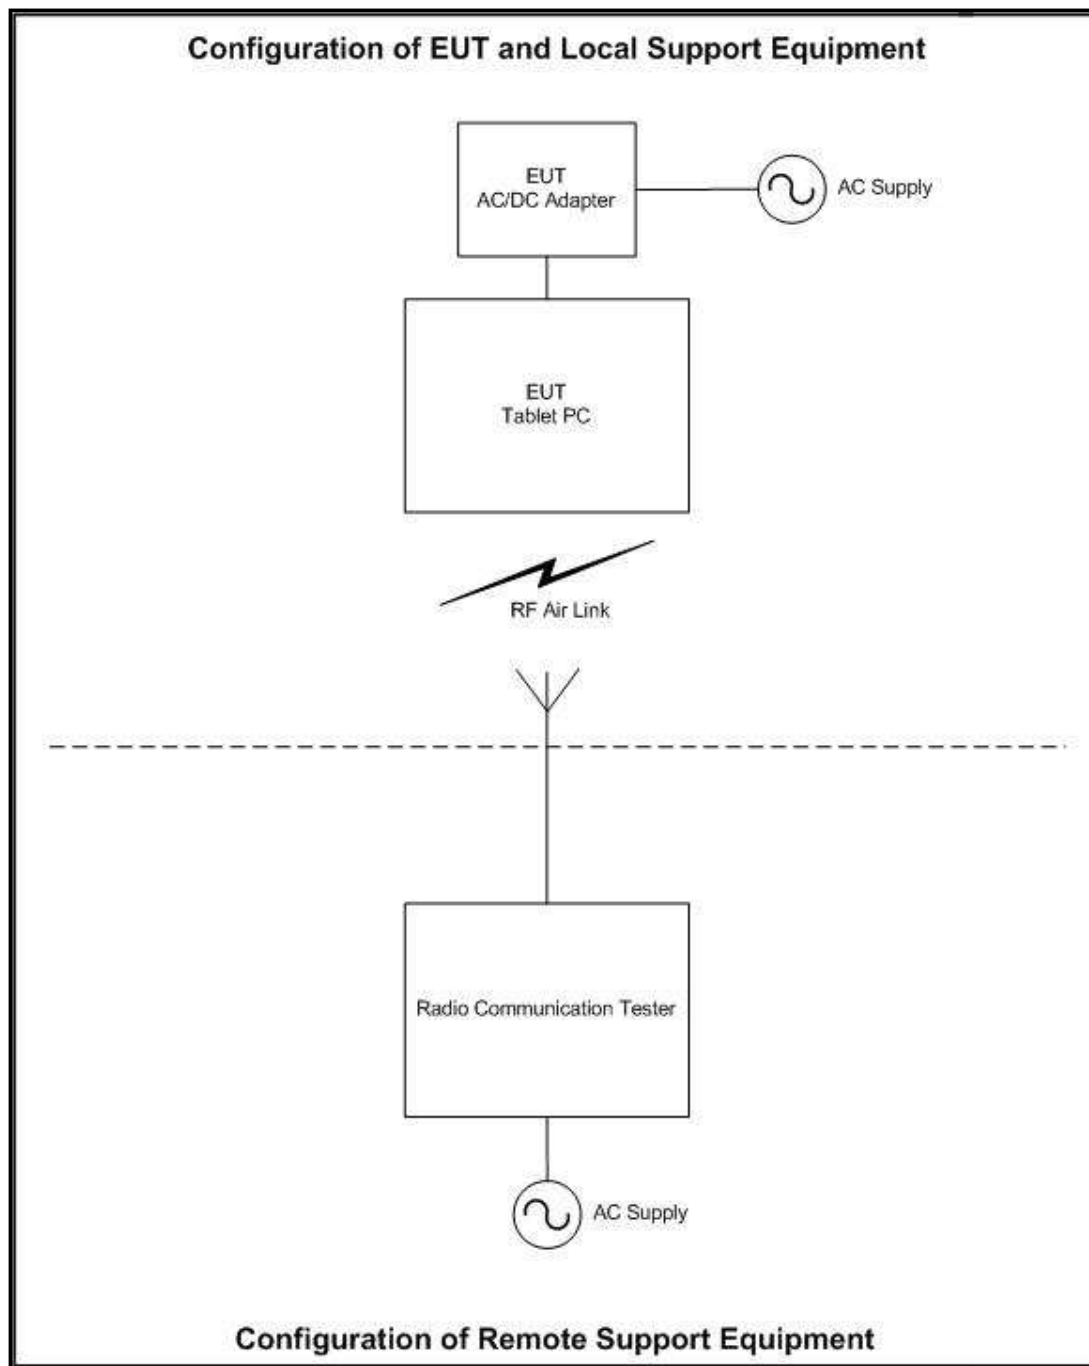 Configuration of EUT and Local Support Equipment
EUT
AC/DC Adapter
AC Supply
EUT
Tablet PC
RF Air Link
Radio Communication Tester
AC Supply
Configuration of Remote Support Equipment